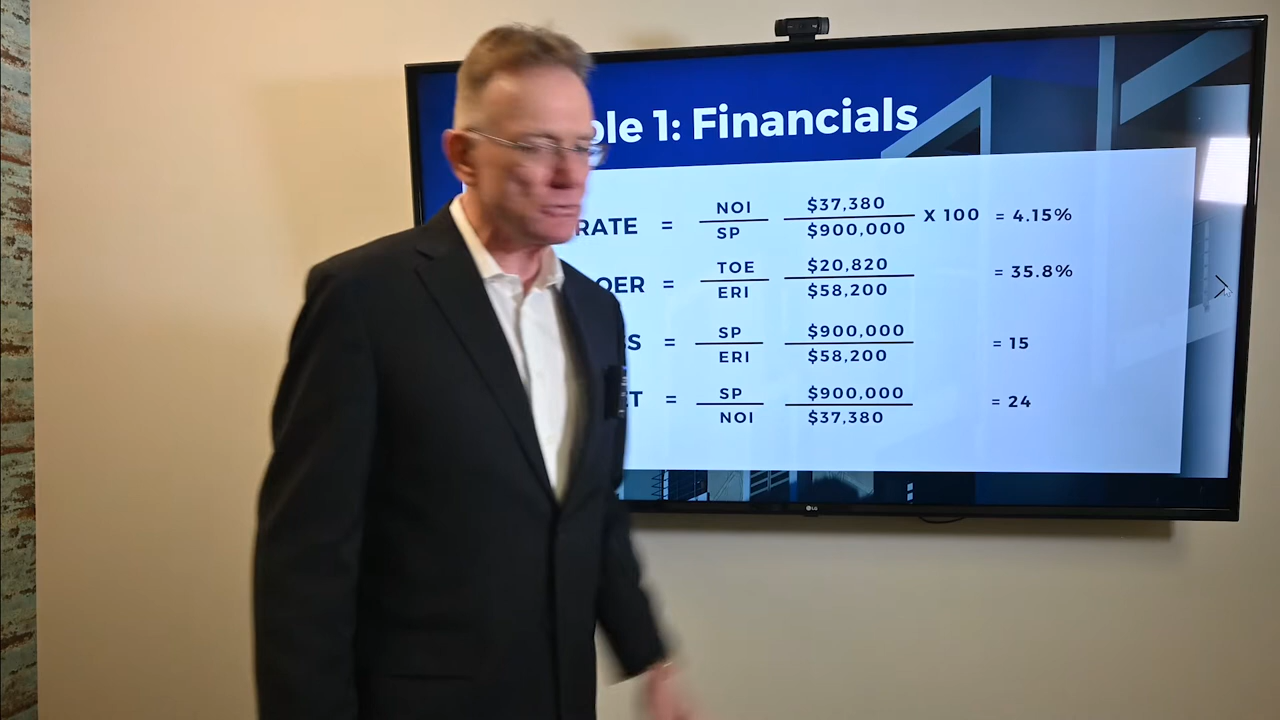 ble 1: Financials
RATE = NOI $37,380 X 100 = 4.15%
SP $900,000
OER = TOE $20,820 = 35.8%
ERI $58,200
S = SP $900,000 = 15
ERI $58,200
T = SP $900,000 = 24
NOI $37,380
LG